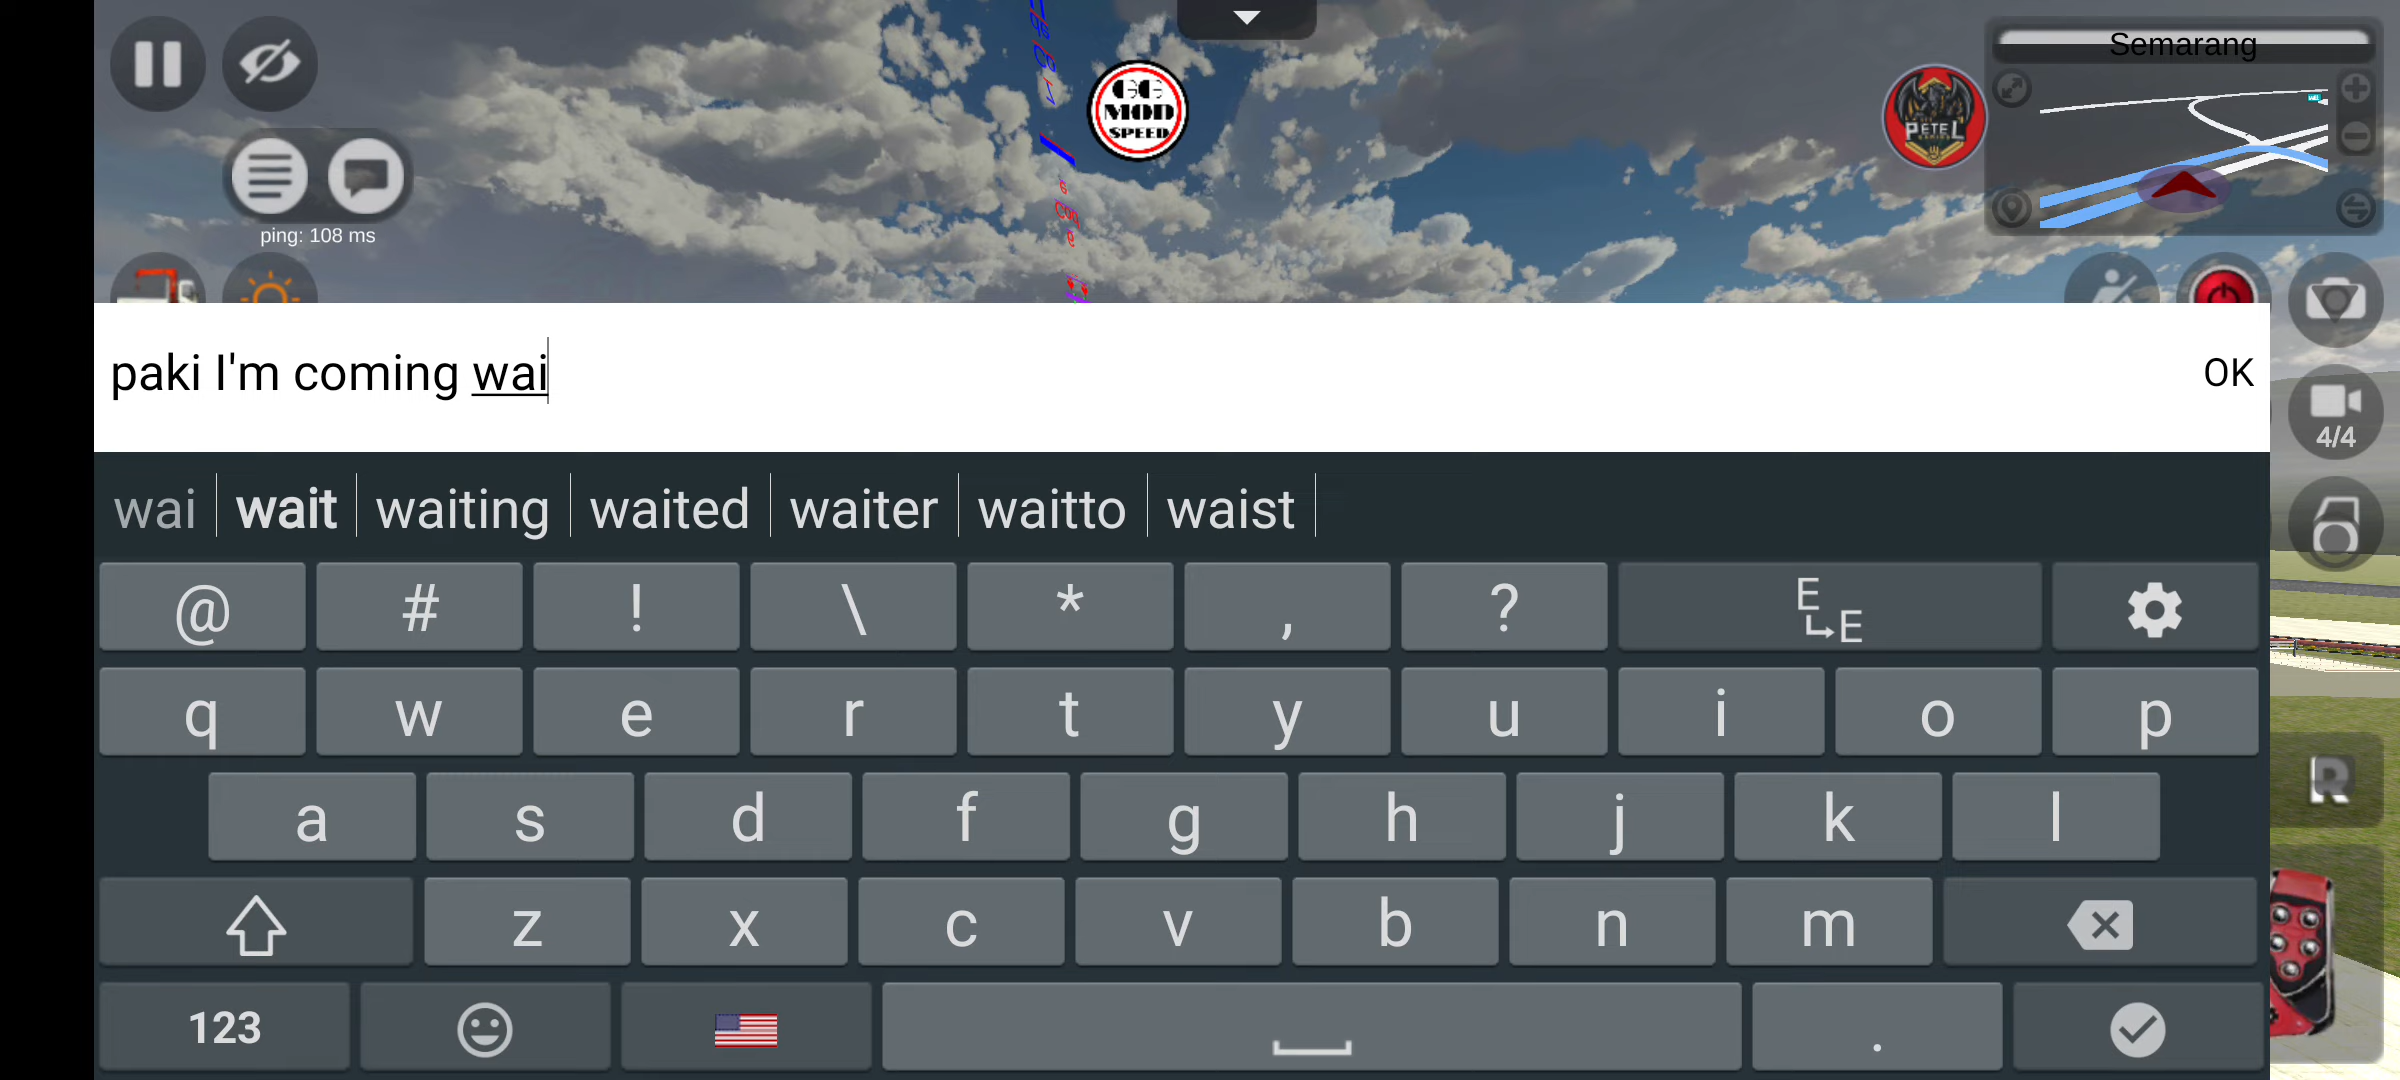 Semarang
GC
MOD
SPEED
PETEL
ping: 108 ms
paki I'm coming wai
OK
4/4
wai wait waiting waited waiter waitto waist
@ # ! \ * , ? E E
q w e r t y u i o p
a s d f g h j k l
R
z x c v b n m
123 .